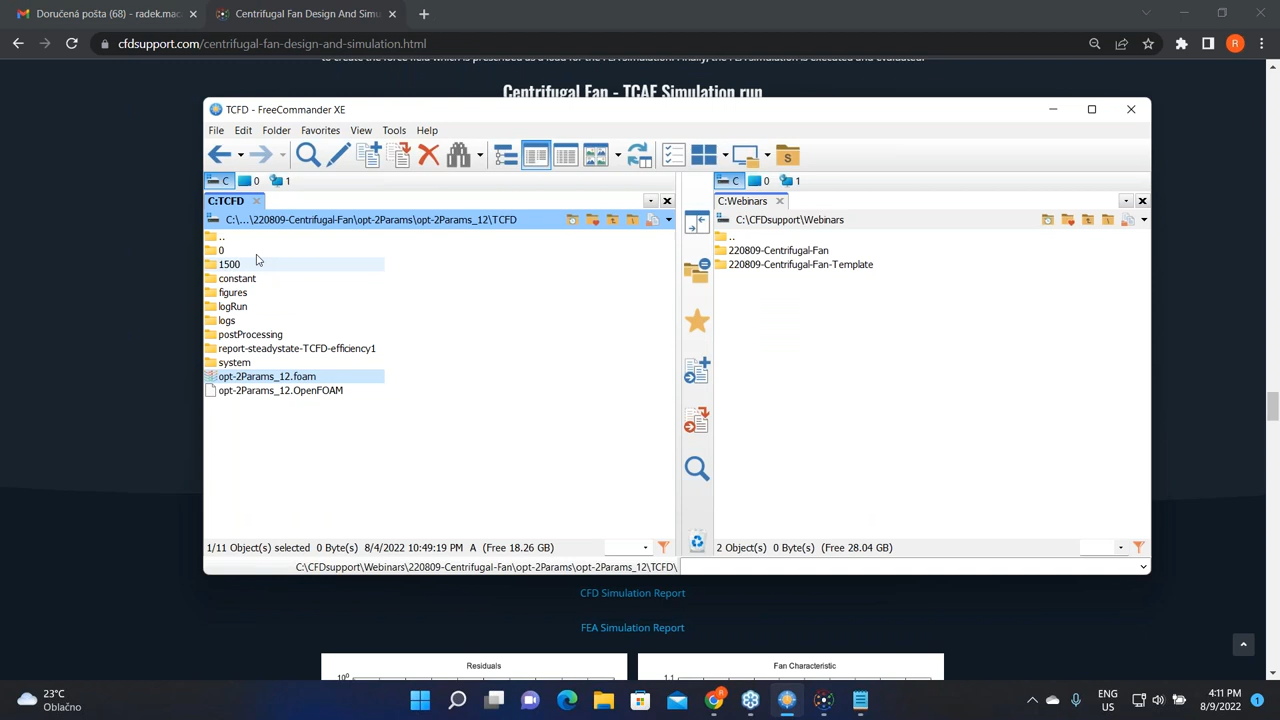 Doručená pošta (8) - radek.mac
Centrifugal Fan Design And Simu
cfdsupport.com/centrifugal-fan-design-and-optimization.html
Centrifugal Fan - TCAE Simulation run
TCFD - FreeCommander XE
File Edit Folder Favorites View Tools Help
S
C 0 1
C 0 1
C:TCFD
C:Webinars
C:\...\220809-Centrifugal-Fan\opt-2Params\opt-2Params_12\TCFD
C:\CFDsupport\Webinars
..
0
1500
constant
figures
logRun
logs
postProcessing
report-steadystate-TCFD-efficiency1
system
opt-2Params_12.foam
opt-2Params_12.OpenFOAM
..
220809-Centrifugal-Fan
220809-Centrifugal-Fan-Template
1/11 Object(s) selected 0 Byte(s) 8/4/2022 10:49:19 PM A (Free 18.26 GB)
2 Object(s) 0 Byte(s) (Free 28.04 GB)
C:\CFDsupport\Webinars\220809-Centrifugal-Fan\opt-2Params\opt-2Params_12\TCFD\
CFD Simulation Report
FEA Simulation Report
Residuals
10⁰
Fan Characteristic
1.1
23°C
Oblačno
R
R
ENG
US
4:11 PM
8/9/2022
1